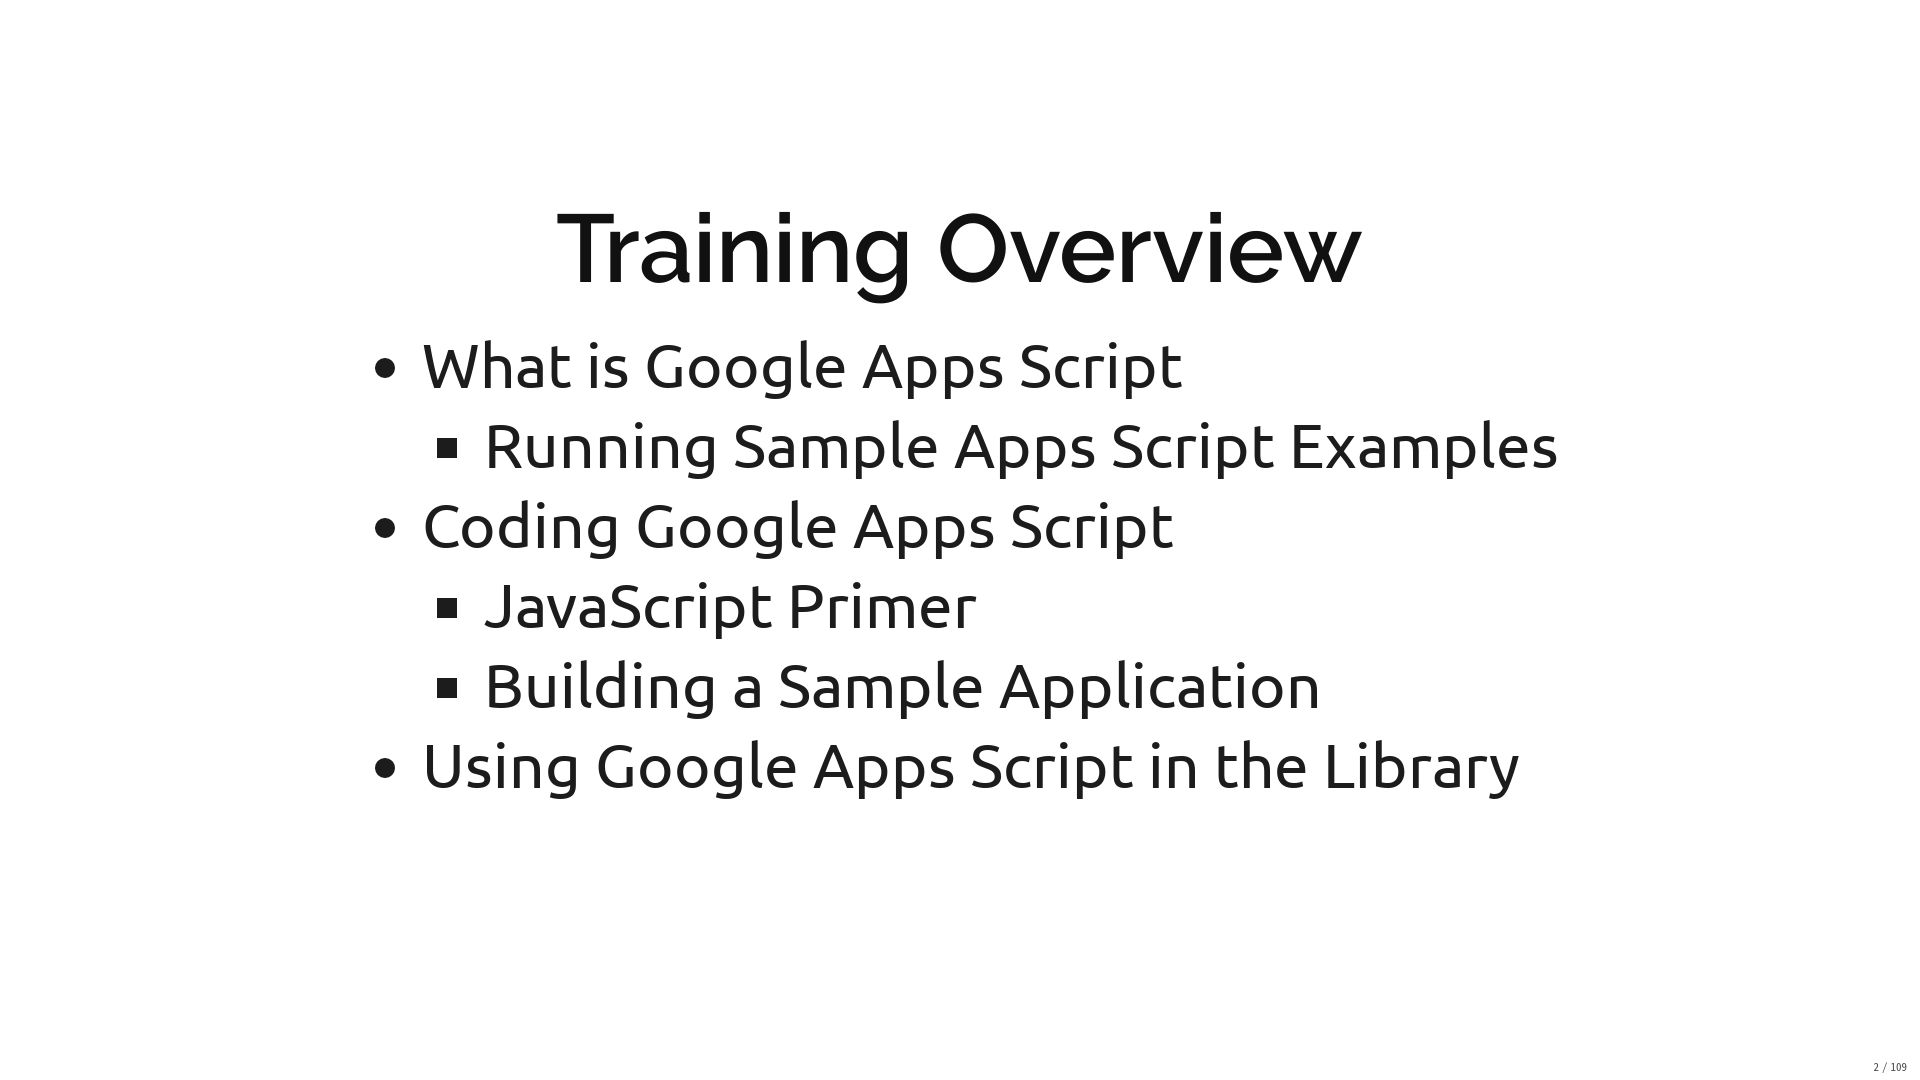 Training Overview
What is Google Apps Script
Running Sample Apps Script Examples
Coding Google Apps Script
JavaScript Primer
Building a Sample Application
Using Google Apps Script in the Library
2 / 109